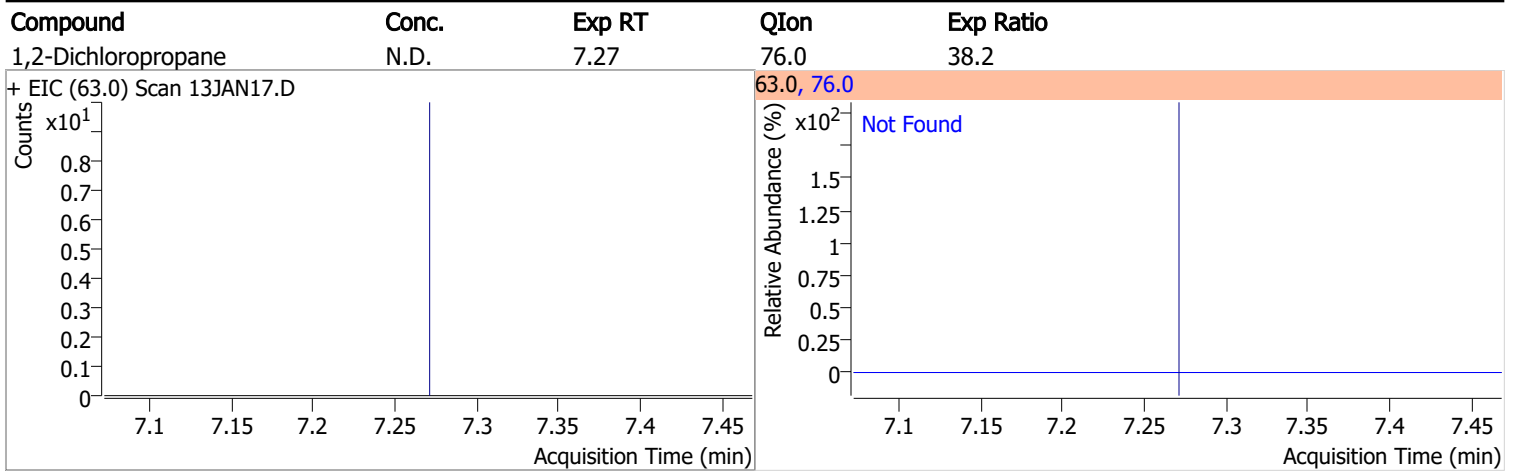 Compound Conc. Exp RT QIon Exp Ratio
1,2-Dichloropropane N.D. 7.27 76.0 38.2
+ EIC (63.0) Scan 13JAN17.D
Counts
x10¹
0.8
0.7
0.6
0.5
0.4
0.3
0.2
0.1
0
7.1 7.15 7.2 7.25 7.3 7.35 7.4 7.45
Acquisition Time (min)
63.0, 76.0
Relative Abundance (%)
x10²
Not Found
1.5
1.25
1
0.75
0.5
0.25
0
7.1 7.15 7.2 7.25 7.3 7.35 7.4 7.45
Acquisition Time (min)